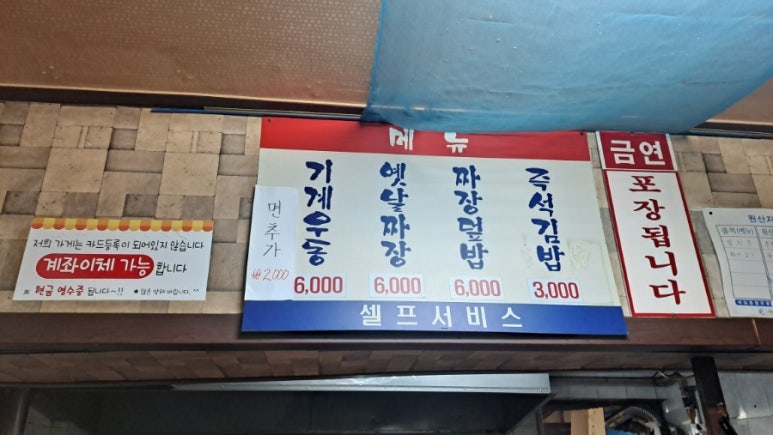 메뉴
기계우동
6,000
옛날짜장
6,000
짜장덮밥
6,000
즉석김밥
3,000
셀프서비스
면추가
₩2,000
저희 가게는 카드등록이 되어있지 않습니다
계좌이체 가능 합니다
※ 현금 영수증 됩니다~!!
금연
포장됩니다
원산지